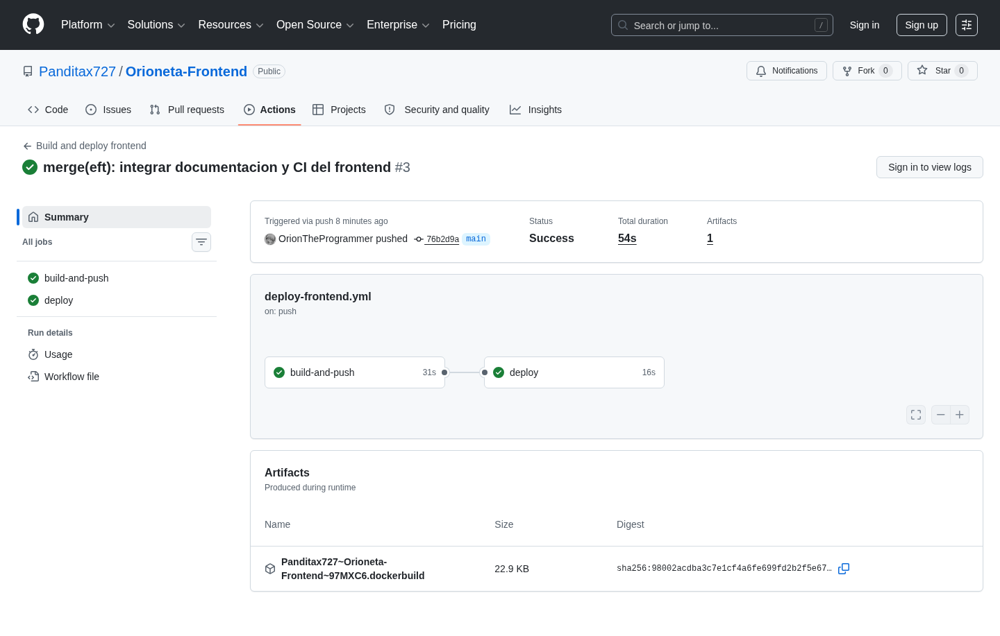 Platform
Solutions
Resources
Open Source
Enterprise
Pricing
Search or jump to...
/
Sign in
Sign up
Panditax727 / Orioneta-Frontend
Public
Notifications
Fork 0
Star 0
Code
Issues
Pull requests
Actions
Projects
Security and quality
Insights
Build and deploy frontend
merge(eft): integrar documentacion y CI del frontend #3
Sign in to view logs
Summary
All jobs
build-and-push
deploy
Run details
Usage
Workflow file
Triggered via push 8 minutes ago
OrionTheProgrammer pushed 76b2d9a main
Status
Success
Total duration
54s
Artifacts
1
deploy-frontend.yml
on: push
build-and-push 31s
deploy 16s
Artifacts
Produced during runtime
Name Size Digest
Panditax727~Orioneta-
Frontend~97MXC6.dockerbuild
22.9 KB
sha256:98002acdba3c7e1cf4a6fe699fd2b2f5e67…